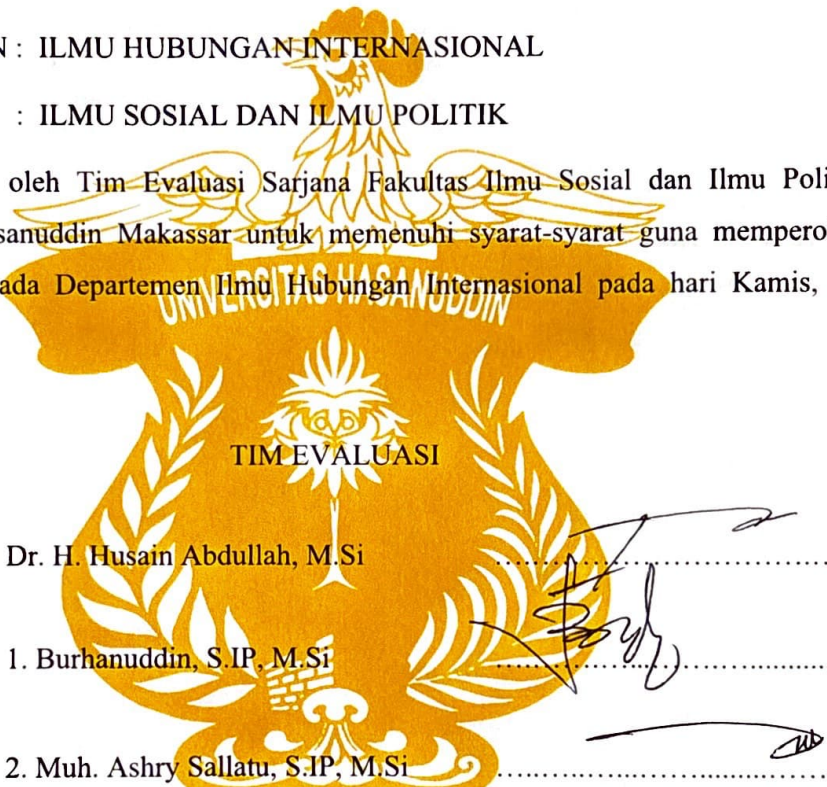 N : ILMU HUBUNGAN INTERNASIONAL
: ILMU SOSIAL DAN ILMU POLITIK
oleh Tim Evaluasi Sarjana Fakultas Ilmu Sosial dan Ilmu Poli
sanuddin Makassar untuk memenuhi syarat-syarat guna mempero
ada Departemen Ilmu Hubungan Internasional pada hari Kamis,
UNIVERSITAS HASANUDDIN
TIM EVALUASI
Dr. H. Husain Abdullah, M.Si ..............................
1. Burhanuddin, S.IP, M.Si ..............................
2. Muh. Ashry Sallatu, S.IP, M.Si ..............................